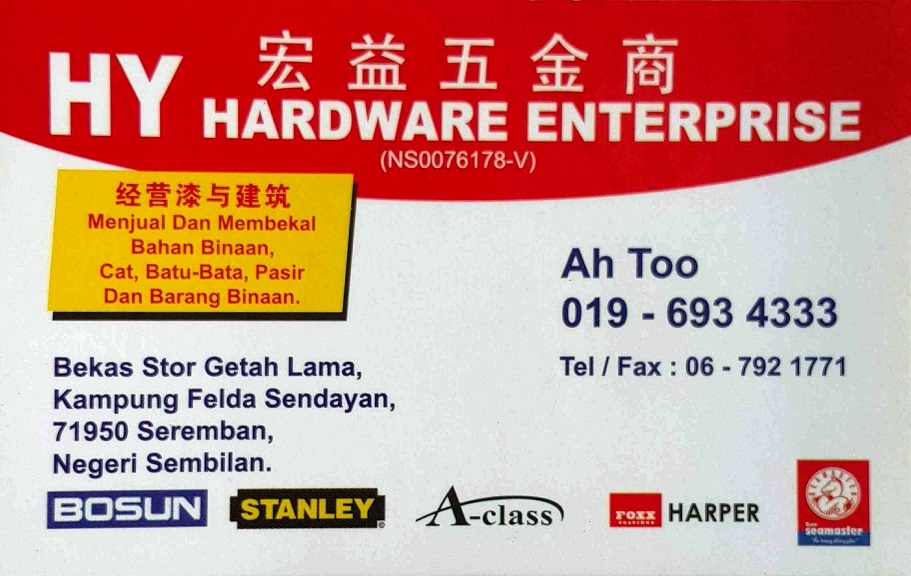 宏益五金商
HY HARDWARE ENTERPRISE
(NS0076178-V)
经营漆与建筑
Menjual Dan Membekal
Bahan Binaan,
Cat, Batu-Bata, Pasir
Dan Barang Binaan.
Ah Too
019 - 693 4333
Tel / Fax : 06 - 792 1771
Bekas Stor Getah Lama,
Kampung Felda Sendayan,
71950 Seremban,
Negeri Sembilan.
BOSUN
STANLEY
A-class
FOXX
HARPER
SEAMASTER
seamaster